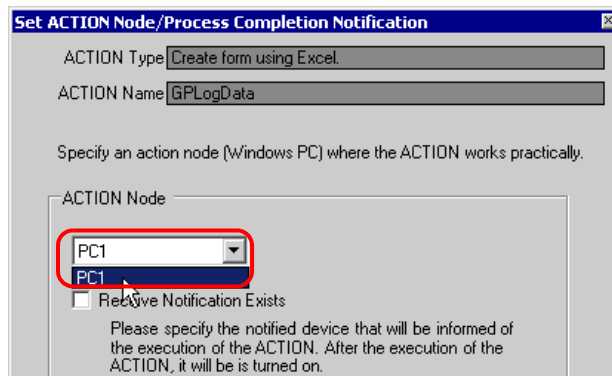 Set ACTION Node/Process Completion Notification
ACTION Type Create form using Excel.
ACTION Name GPLogData
Specify an action node (Windows PC) where the ACTION works practically.
ACTION Node
PC1
PC1
Receive Notification Exists
Please specify the notified device that will be informed of
the execution of the ACTION. After the execution of the
ACTION, it will be is turned on.